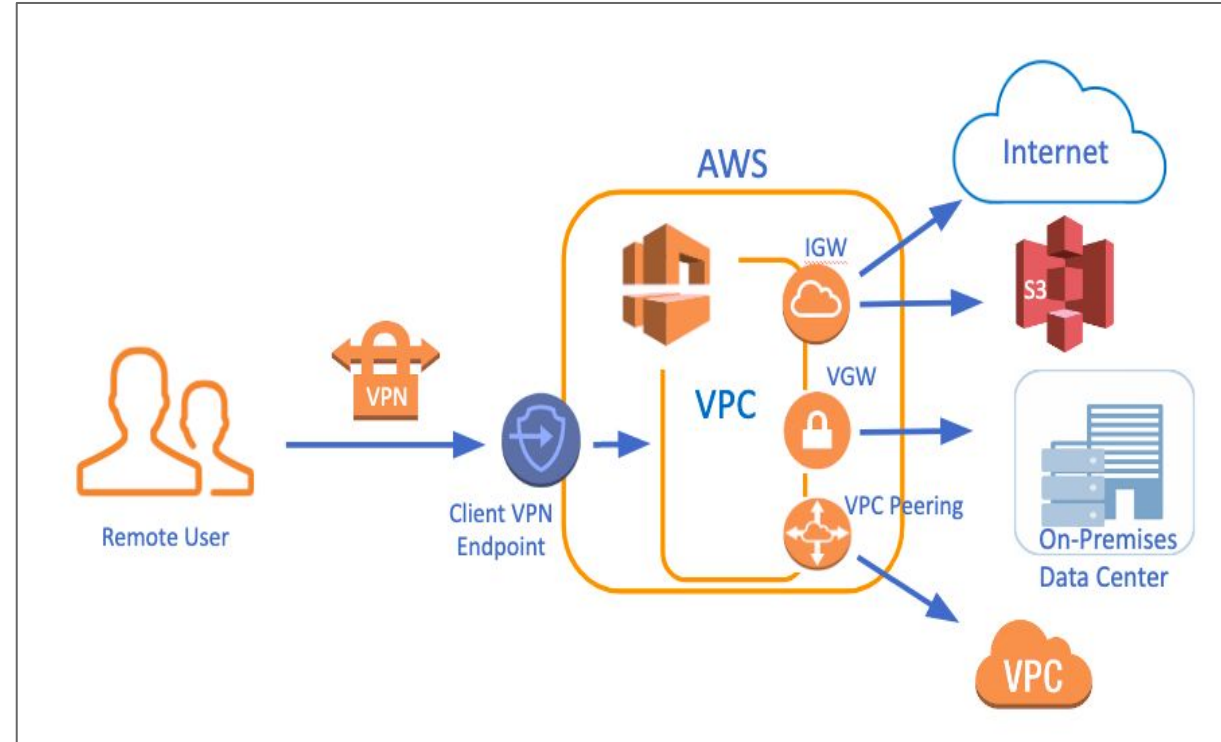 AWS
Internet
IGW
S3
VPN
VGW
VPC
Client VPN
Endpoint
VPC Peering
Remote User
On-Premises
Data Center
VPC